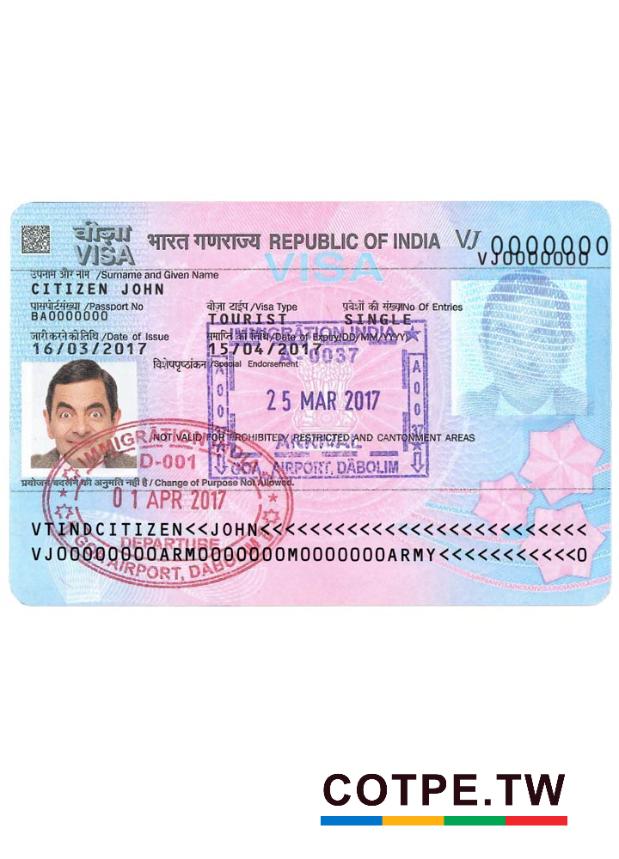 वीज़ा
VISA
भारत गणराज्य REPUBLIC OF INDIA VJ 0000000
VISA
VJ0000000
उपनाम और नाम /Surname and Given Name
CITIZEN JOHN
पासपोर्टसंख्या /Passport No
BA0000000
वीज़ा टाईप /Visa Type
TOURIST
प्रवेशों की संख्या/No Of Entries
SINGLE
जारी करने की तिथि /Date of Issue
16/03/2017
समाप्ति की तिथि/Date of Expiry(DD/MM/YYYY)
15/04/2017
विशेषपृष्ठांकन /Special Endorsement
IMMIGRATION INDIA
A-0037
25 MAR 2017
ARRIVAL
GOA AIRPORT, DABOLIM
NOT VALID FOR PROHIBITED/ RESTRICTED AND CANTONMENT AREAS
IMMIGRATION
D-001
01 APR 2017
DEPARTURE
GOA AIRPORT, DABOLIM
प्रयोजन बदलने की अनुमति नहीं है / Change of Purpose Not Allowed.
VTINDCITIZEN<<JOHN<<<<<<<<<<<<<<<<<<<<<<<<<<
VJ00000000ARM0000000M0000000ARMY<<<<<<<<<<<0
COTPE.TW